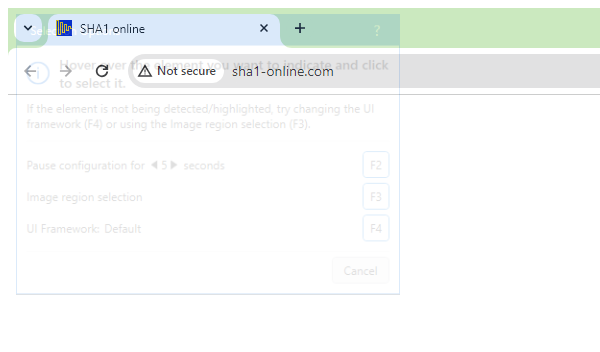 SHA1 online
Select
?
Not secure
sha1-online.com
Hover over the element you want to indicate and click
to select it.
If the element is not being detected/highlighted, try changing the UI
framework (F4) or using the Image region selection (F3).
Pause configuration for 5 seconds
F2
Image region selection
F3
UI Framework: Default
F4
Cancel